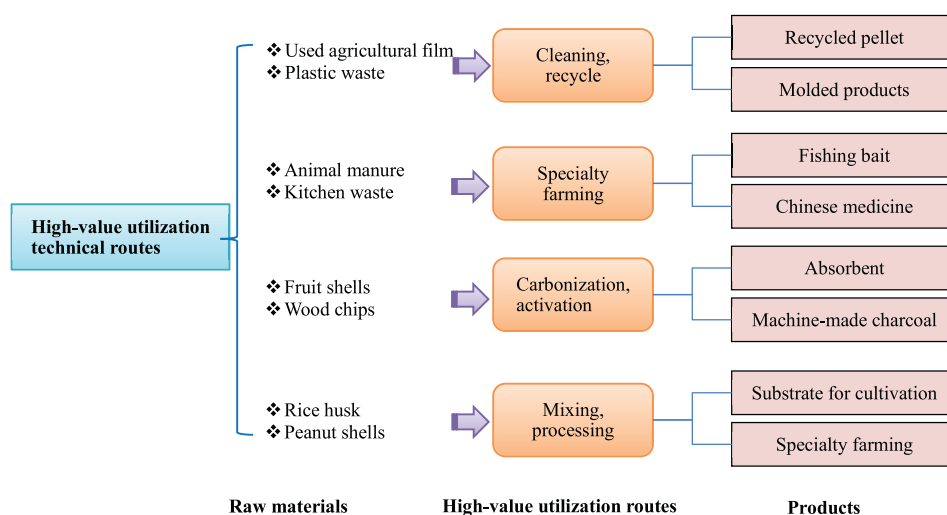 High-value utilization
technical routes
❖ Used agricultural film
❖ Plastic waste
Cleaning,
recycle
Recycled pellet
Molded products
❖ Animal manure
❖ Kitchen waste
Specialty
farming
Fishing bait
Chinese medicine
❖ Fruit shells
❖ Wood chips
Carbonization,
activation
Absorbent
Machine-made charcoal
❖ Rice husk
❖ Peanut shells
Mixing,
processing
Substrate for cultivation
Specialty farming
Raw materials
High-value utilization routes
Products